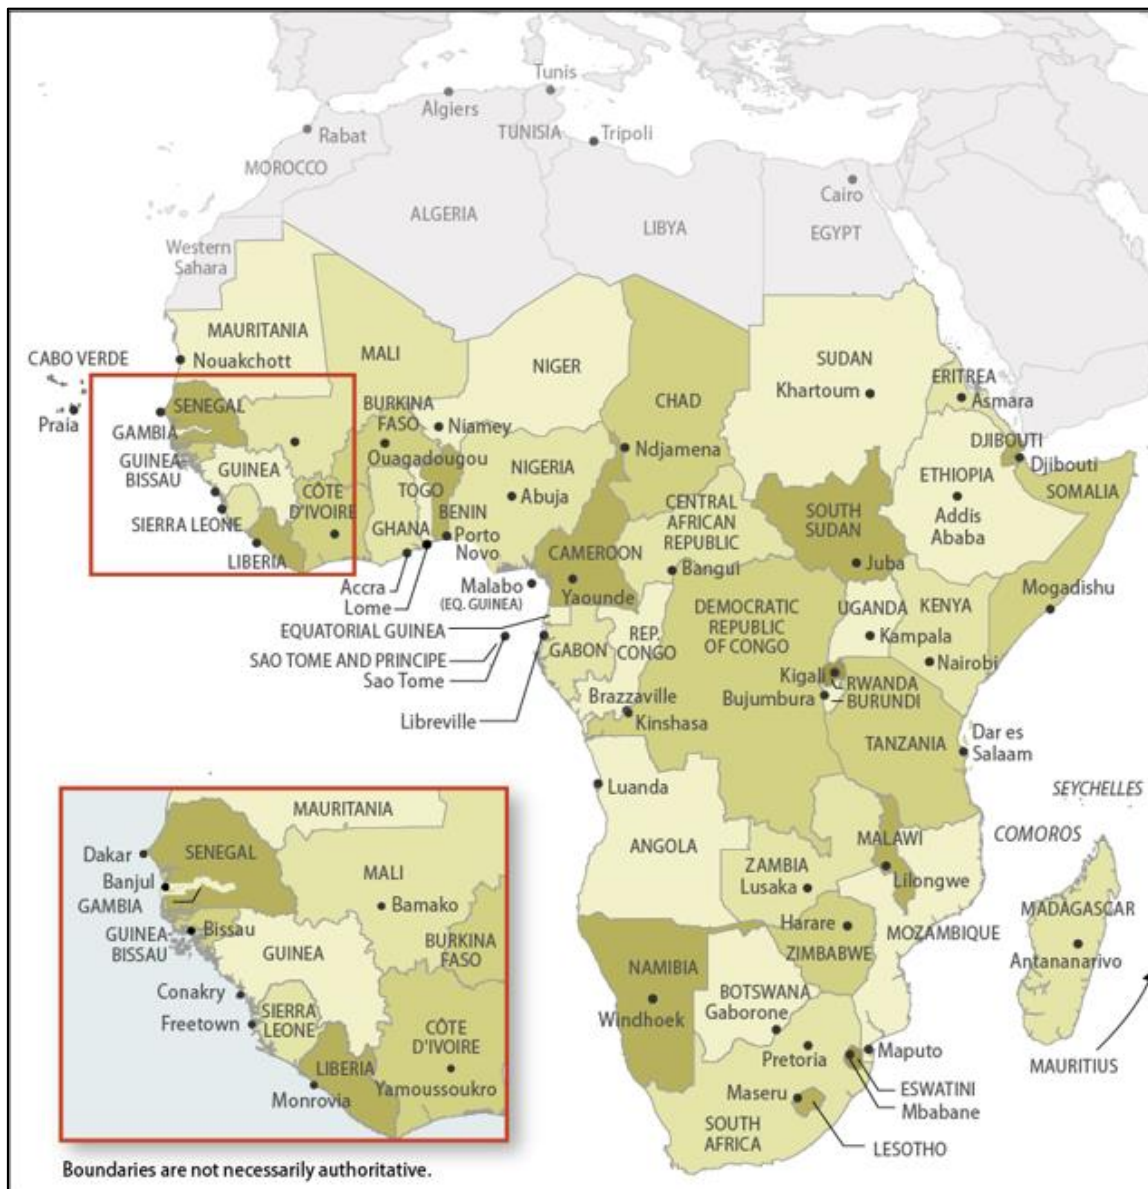 Tunis
Algiers
TUNISIA
Tripoli
Rabat
MOROCCO
Cairo
ALGERIA
LIBYA
EGYPT
Western
Sahara
MAURITANIA
Nouakchott
CABO VERDE
Praia
MALI
NIGER
SUDAN
Khartoum
ERITREA
Asmara
CHAD
SENEGAL
GAMBIA
GUINEA-
BISSAU
GUINEA
BURKINA
FASO
Niamey
Ouagadougou
Ndjamena
DJIBOUTI
Djibouti
NIGERIA
Abuja
ETHIOPIA
Addis
Ababa
SOMALIA
CÔTE
D'IVOIRE
TOGO
BENIN
GHANA
Porto
Novo
SIERRA LEONE
LIBERIA
CENTRAL
AFRICAN
REPUBLIC
Bangui
SOUTH
SUDAN
Juba
CAMEROON
Yaounde
Accra
Lome
Malabo
(EQ. GUINEA)
EQUATORIAL GUINEA
SAO TOME AND PRINCIPE
Sao Tome
Libreville
GABON
REP.
CONGO
DEMOCRATIC
REPUBLIC
OF CONGO
UGANDA
Kampala
KENYA
Nairobi
Mogadishu
Kigali
RWANDA
Bujumbura
BURUNDI
Brazzaville
Kinshasa
TANZANIA
Dar es
Salaam
Luanda
ANGOLA
SEYCHELLES
COMOROS
MALAWI
Lilongwe
ZAMBIA
Lusaka
Harare
ZIMBABWE
MOZAMBIQUE
MADAGASCAR
Antananarivo
NAMIBIA
Windhoek
BOTSWANA
Gaborone
Pretoria
Maputo
MAURITIUS
ESWATINI
Mbabane
Maseru
LESOTHO
SOUTH
AFRICA
MAURITANIA
Dakar
SENEGAL
Banjul
GAMBIA
MALI
Bamako
GUINEA-
BISSAU
Bissau
GUINEA
BURKINA
FASO
Conakry
Freetown
SIERRA
LEONE
CÔTE
D'IVOIRE
LIBERIA
Yamoussoukro
Monrovia
Boundaries are not necessarily authoritative.